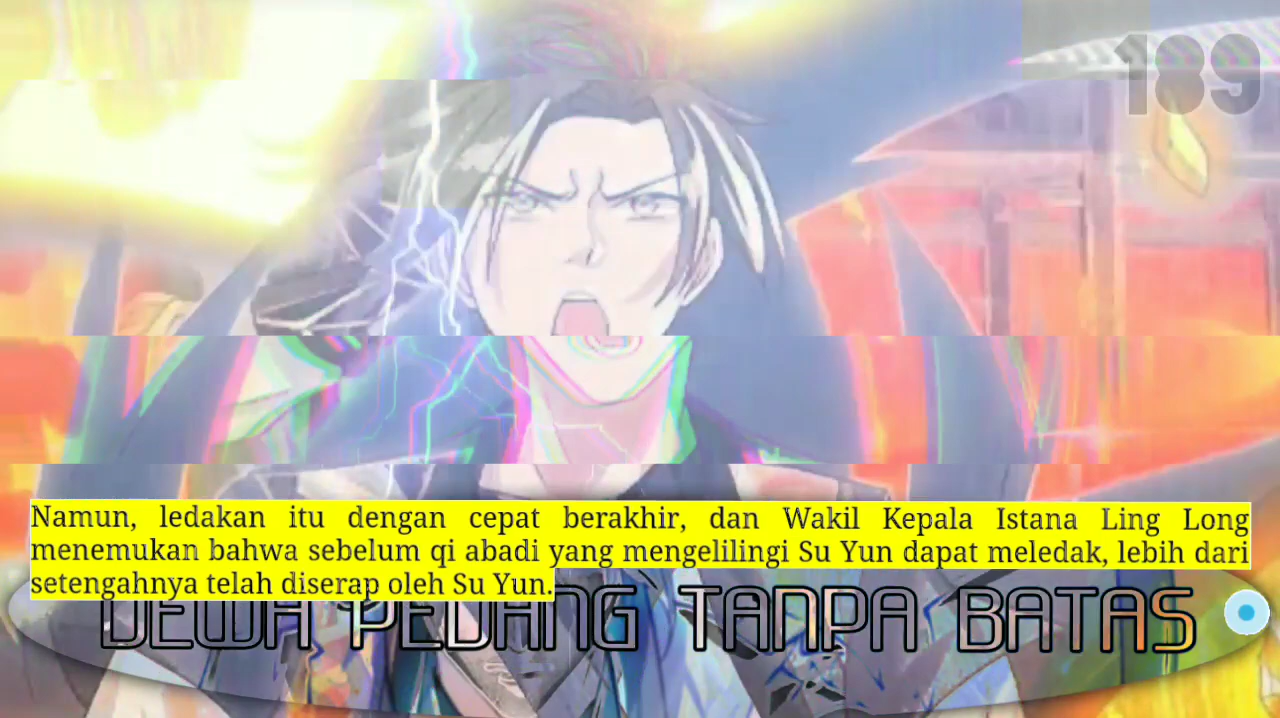 189
Namun, ledakan itu dengan cepat berakhir, dan Wakil Kepala Istana Ling Long
menemukan bahwa sebelum qi abadi yang mengelilingi Su Yun dapat meledak, lebih dari
setengahnya telah diserap oleh Su Yun.
DEWA PEDANG TANPA BATAS